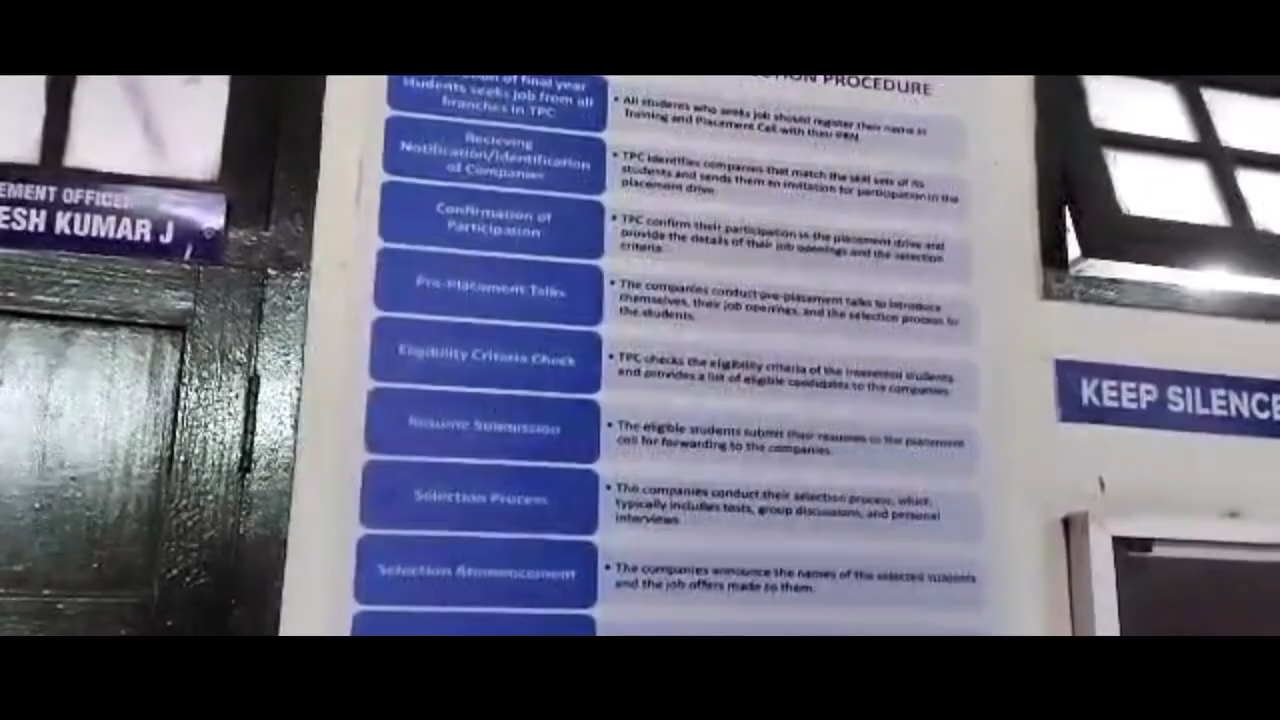 PROCEDURE
of final year
students seeks job from all
branches in TPC
• All students who seeks job should register their name in
Training and Placement Cell with their PRN
Recieving
Notification/Identification
of Companies
• TPC identifies companies that match the skill sets of its
students and sends them an invitation for participation in the
placement drive
Confirmation of
Participation
• TPC confirm their participation in the placement drive and
provide the details of their job openings and the selection
criteria.
Pre-Placement Talks
• The companies conduct pre-placement talks to introduce
themselves, their job openings, and the selection process to
the students.
Eligibility Criteria Check
• TPC checks the eligibility criteria of the interested students
and provides a list of eligible candidates to the companies
Resume Submission
• The eligible students submit their resumes to the placement
cell for forwarding to the companies.
Selection Process
• The companies conduct their selection process, which
typically includes tests, group discussions, and personal
interviews
Selection Announcement
• The companies announce the names of the selected students
and the job offers made to them.
EMENT OFFICER
ESH KUMAR J
KEEP SILENCE